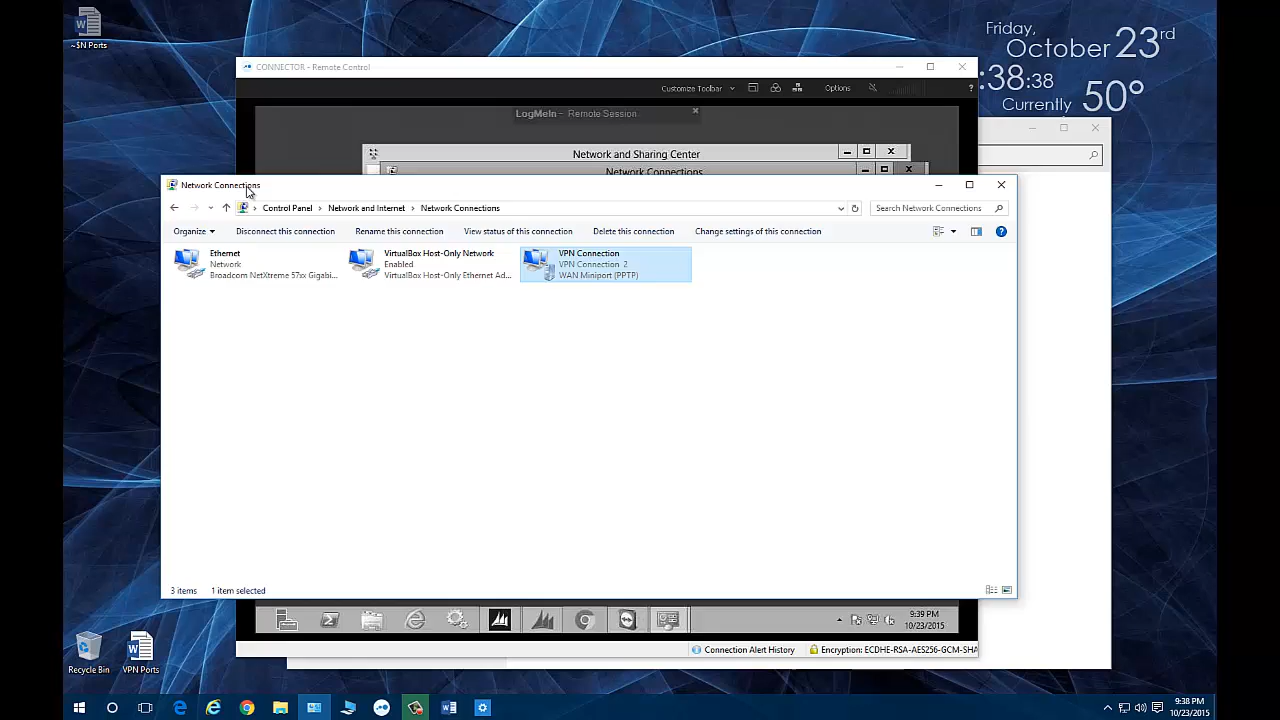 ~$N Ports
Friday,
October 23rd
:38:38
Currently 50°
CONNECTOR - Remote Control
Customize Toolbar
Options
?
LogMeIn - Remote Session
Network and Sharing Center
Network Connections
Network Connections
Control Panel > Network and Internet > Network Connections
Search Network Connections
Organize
Disconnect this connection
Rename this connection
View status of this connection
Delete this connection
Change settings of this connection
Ethernet
Network
Broadcom NetXtreme 57xx Gigabi...
VirtualBox Host-Only Network
Enabled
VirtualBox Host-Only Ethernet Ad...
VPN Connection
VPN Connection 2
WAN Miniport (PPTP)
3 items
1 item selected
9:39 PM
10/23/2015
Connection Alert History
Encryption: ECDHE-RSA-AES256-GCM-SHA
Recycle Bin
VPN Ports
9:38 PM
10/23/2015